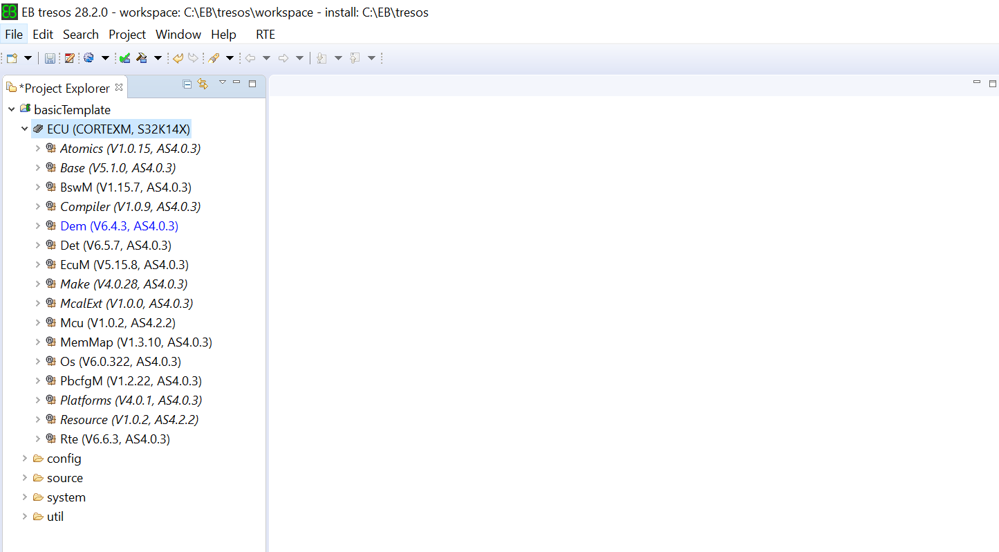 EB tresos 28.2.0 - workspace: C:\EB\tresos\workspace - install: C:\EB\tresos
File Edit Search Project Window Help RTE
*Project Explorer
basicTemplate
ECU (CORTEXM, S32K14X)
Atomics (V1.0.15, AS4.0.3)
Base (V5.1.0, AS4.0.3)
BswM (V1.15.7, AS4.0.3)
Compiler (V1.0.9, AS4.0.3)
Dem (V6.4.3, AS4.0.3)
Det (V6.5.7, AS4.0.3)
EcuM (V5.15.8, AS4.0.3)
Make (V4.0.28, AS4.0.3)
McalExt (V1.0.0, AS4.0.3)
Mcu (V1.0.2, AS4.2.2)
MemMap (V1.3.10, AS4.0.3)
Os (V6.0.322, AS4.0.3)
PbcfgM (V1.2.22, AS4.0.3)
Platforms (V4.0.1, AS4.0.3)
Resource (V1.0.2, AS4.2.2)
Rte (V6.6.3, AS4.0.3)
config
source
system
util